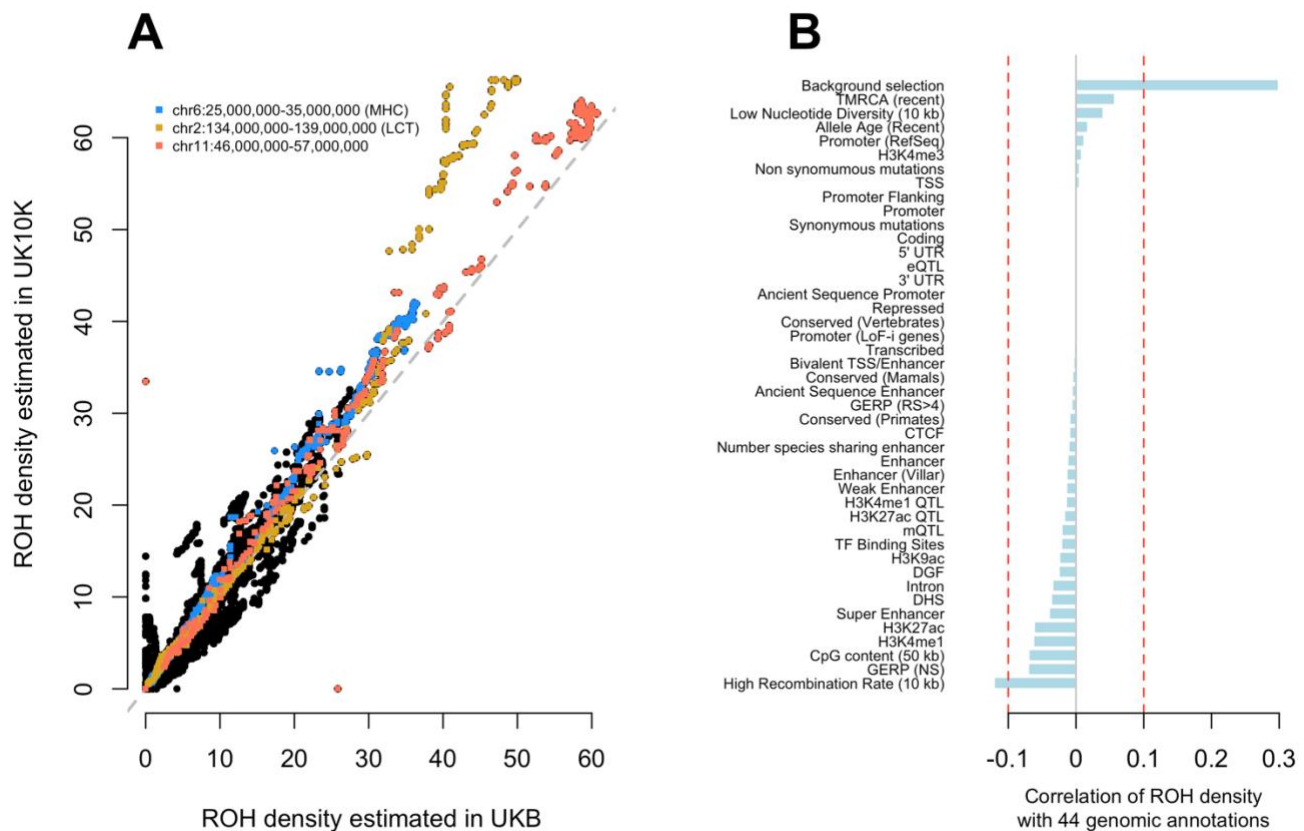 A
chr6:25,000,000-35,000,000 (MHC)
chr2:134,000,000-139,000,000 (LCT)
chr11:46,000,000-57,000,000
ROH density estimated in UK10K
60
50
40
30
20
10
0
0
10
20
30
40
50
60
ROH density estimated in UKB
B
Background selection
TMRCA (recent)
Low Nucleotide Diversity (10 kb)
Allele Age (Recent)
Promoter (RefSeq)
H3K4me3
Non synomumous mutations
TSS
Promoter Flanking
Promoter
Synonymous mutations
Coding
5' UTR
eQTL
3' UTR
Ancient Sequence Promoter
Repressed
Conserved (Vertebrates)
Promoter (LoF-i genes)
Transcribed
Bivalent TSS/Enhancer
Conserved (Mamals)
Ancient Sequence Enhancer
GERP (RS>4)
Conserved (Primates)
CTCF
Number species sharing enhancer
Enhancer
Enhancer (Villar)
Weak Enhancer
H3K4me1 QTL
H3K27ac QTL
mQTL
TF Binding Sites
H3K9ac
DGF
Intron
DHS
Super Enhancer
H3K27ac
H3K4me1
CpG content (50 kb)
GERP (NS)
High Recombination Rate (10 kb)
-0.1
0
0.1
0.2
0.3
Correlation of ROH density
with 44 genomic annotations